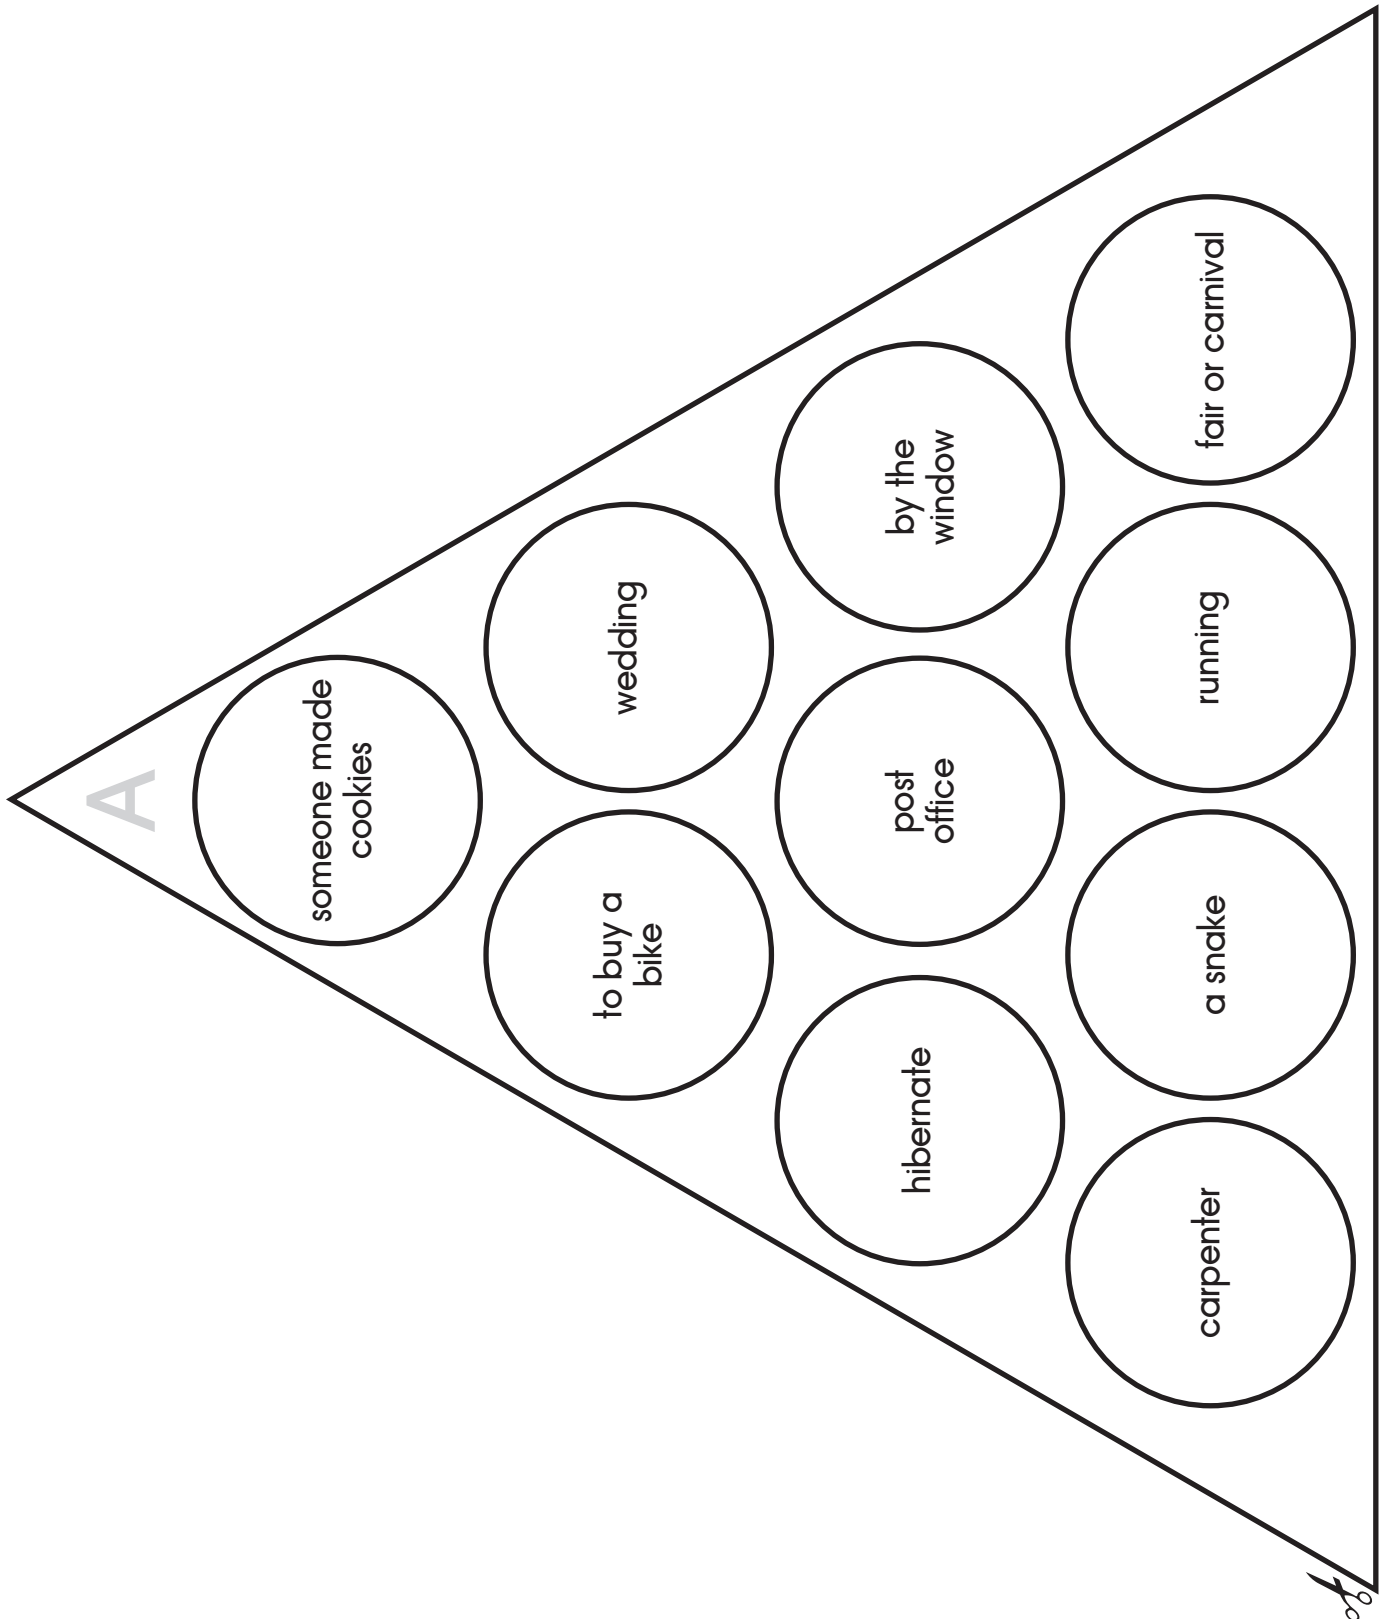 A
someone made
cookies
to buy a
bike
wedding
hibernate
post
office
by the
window
carpenter
a snake
running
fair or carnival